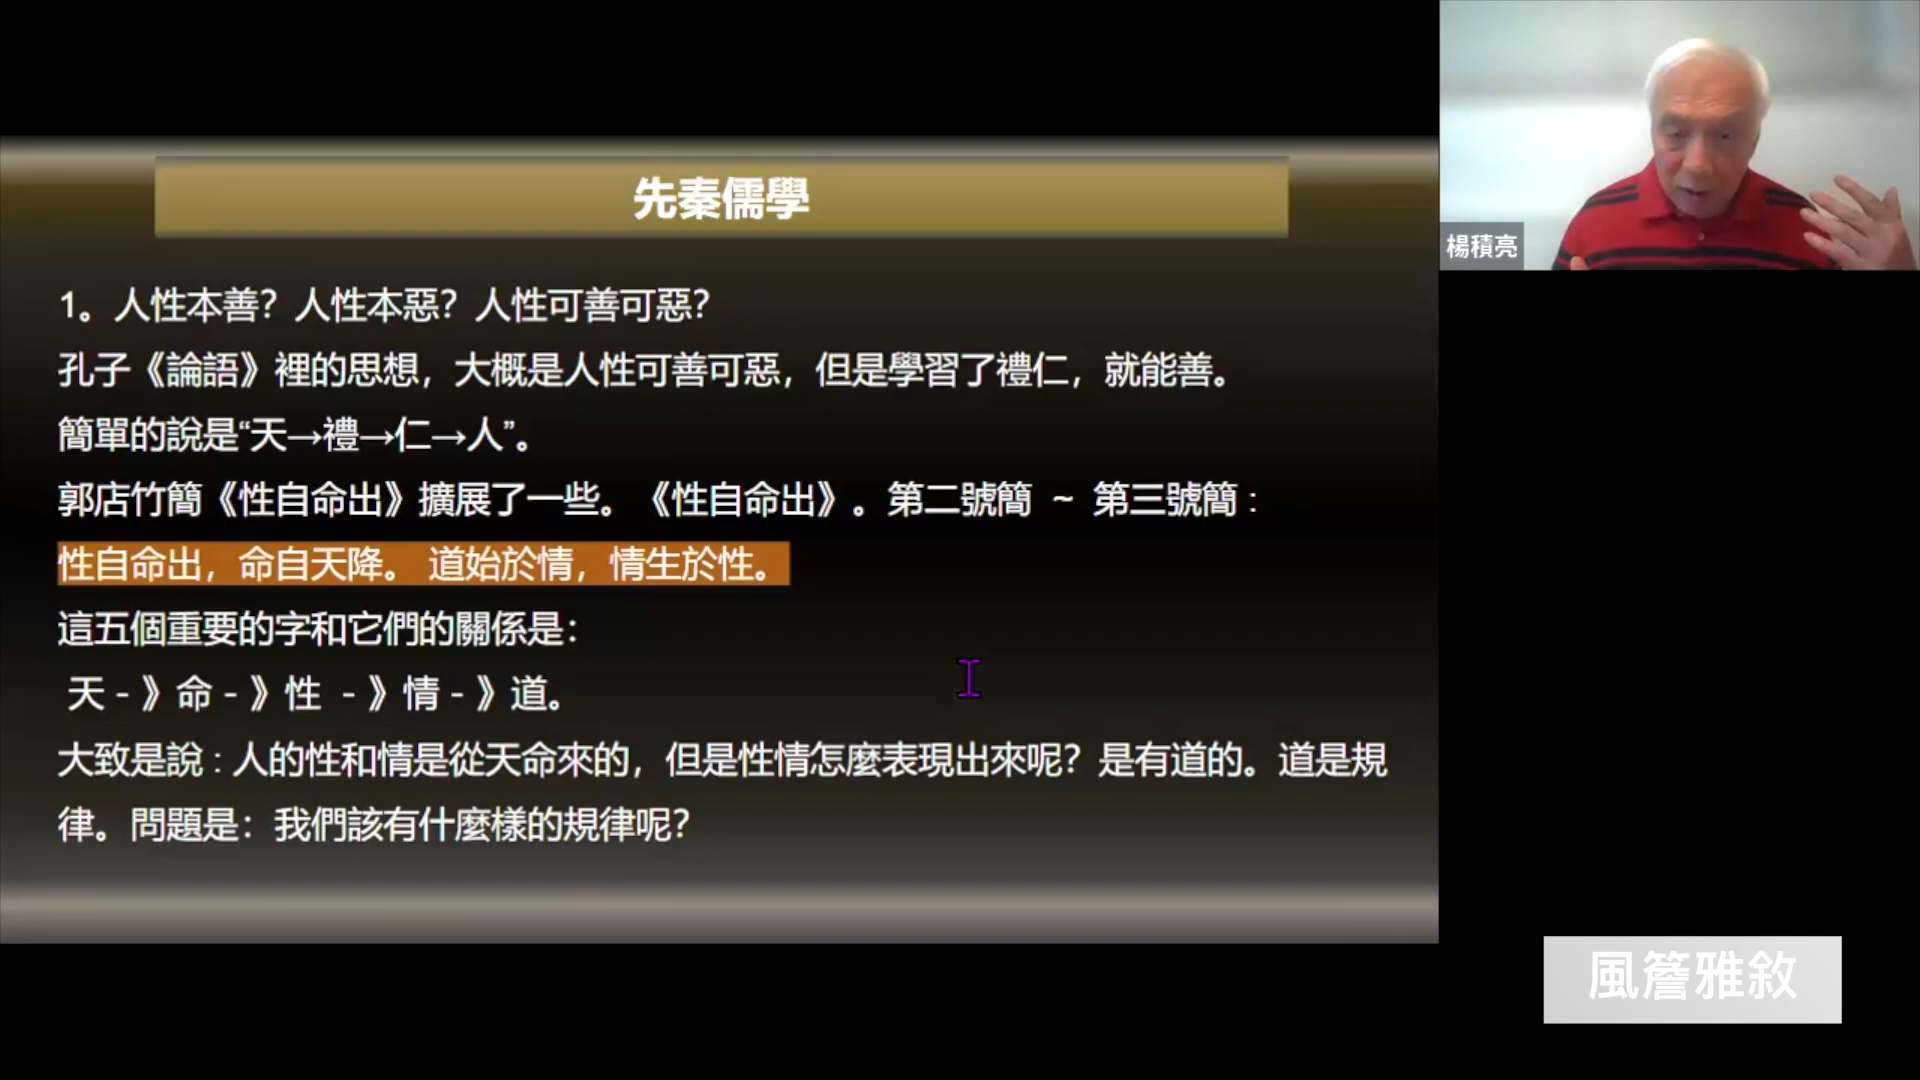 先秦儒學
1。人性本善？人性本惡？人性可善可惡？
孔子《論語》裡的思想，大概是人性可善可惡，但是學習了禮仁，就能善。
簡單的說是“天→禮→仁→人”。
郭店竹簡《性自命出》擴展了一些。《性自命出》。第二號簡 ~ 第三號簡：
性自命出，命自天降。 道始於情，情生於性。
這五個重要的字和它們的關係是：
天 - 》命 - 》性 - 》情 - 》道。
大致是說：人的性和情是從天命來的，但是性情怎麼表現出來呢？是有道的。道是規
律。問題是：我們該有什麼樣的規律呢？
楊積亮
風簷雅敘